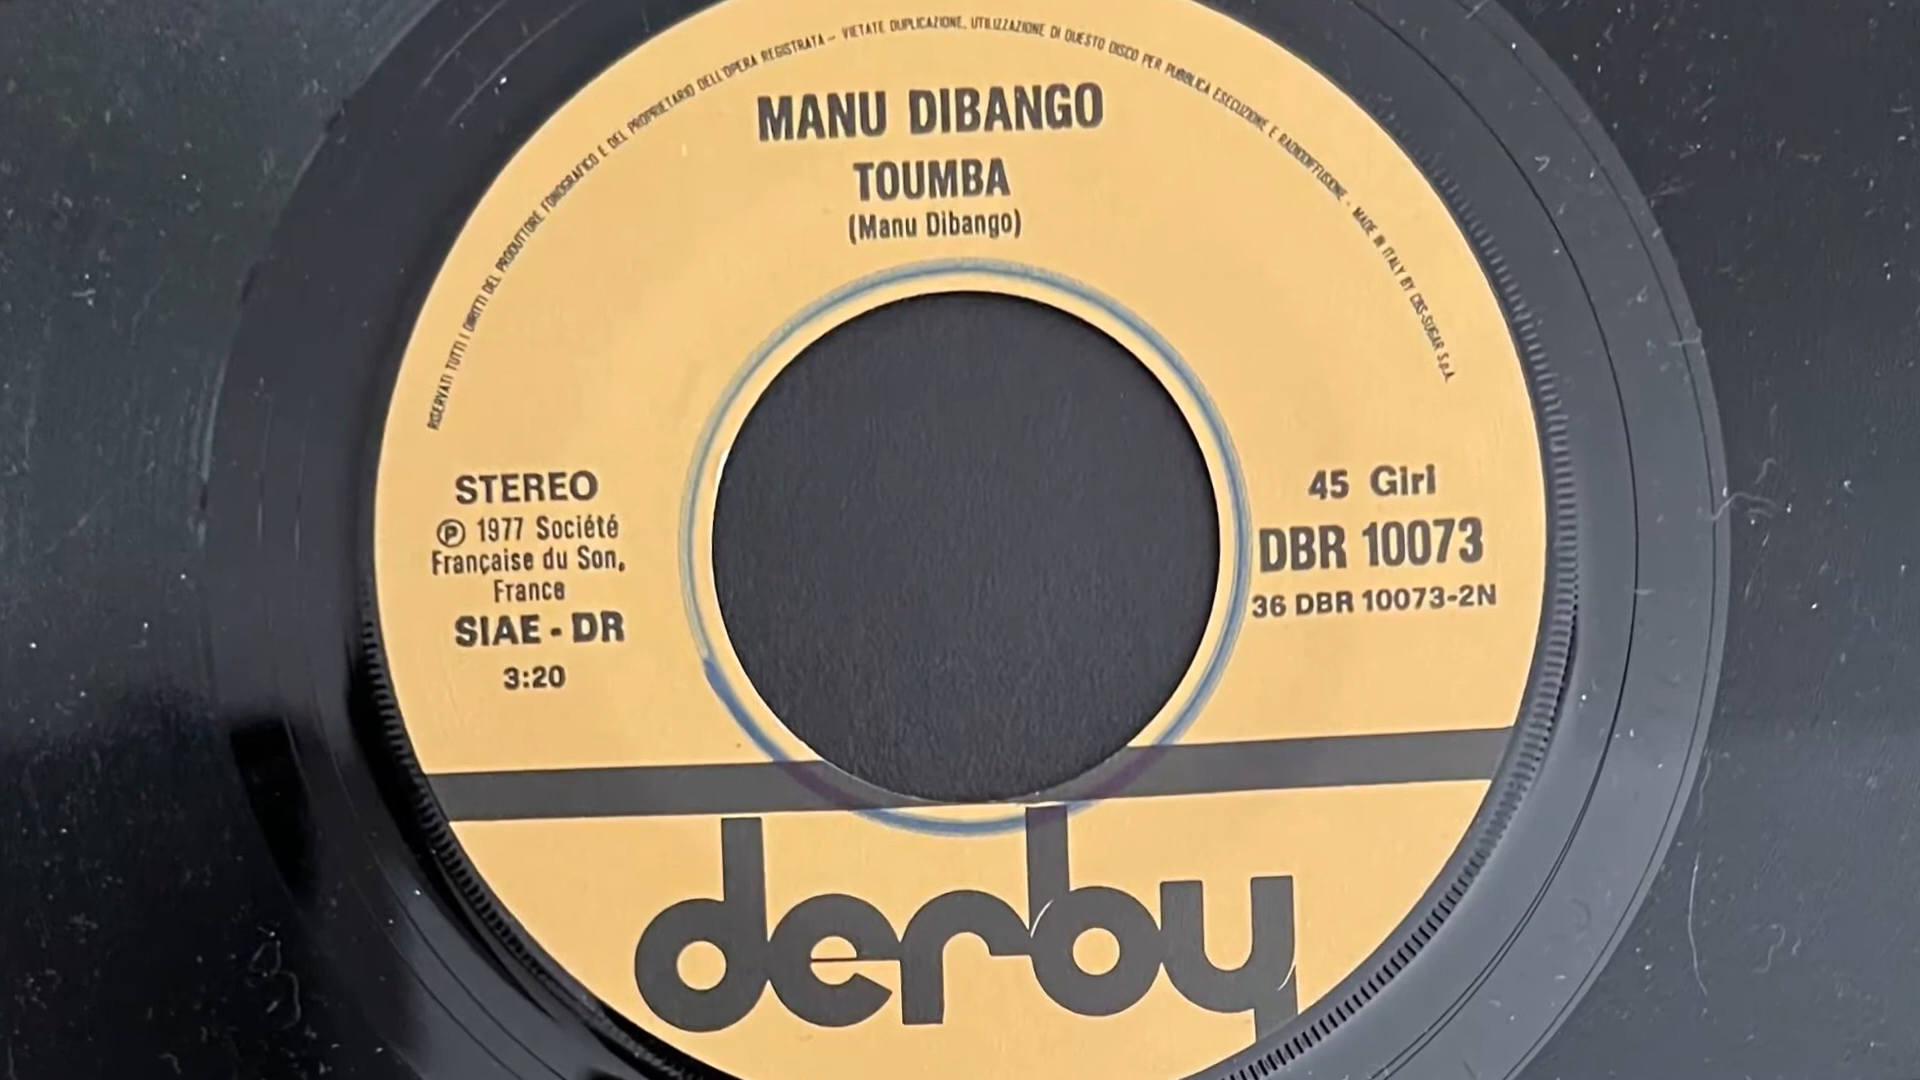 RISERVATI TUTTI I DIRITTI DEL PRODUTTORE FONOGRAFICO E DEL PROPRIETARIO DELL'OPERA REGISTRATA - VIETATE DUPLICAZIONE, UTILIZZAZIONE DI QUESTO DISCO PER PUBBLICA ESECUZIONE E RADIODIFFUSIONE - MADE IN ITALY BY CBS-SUGAR S.p.A.
MANU DIBANGO
TOUMBA
(Manu Dibango)
STEREO
℗ 1977 Société
Française du Son,
France
SIAE - DR
3:20
45 Giri
DBR 10073
36 DBR 10073-2N
derby